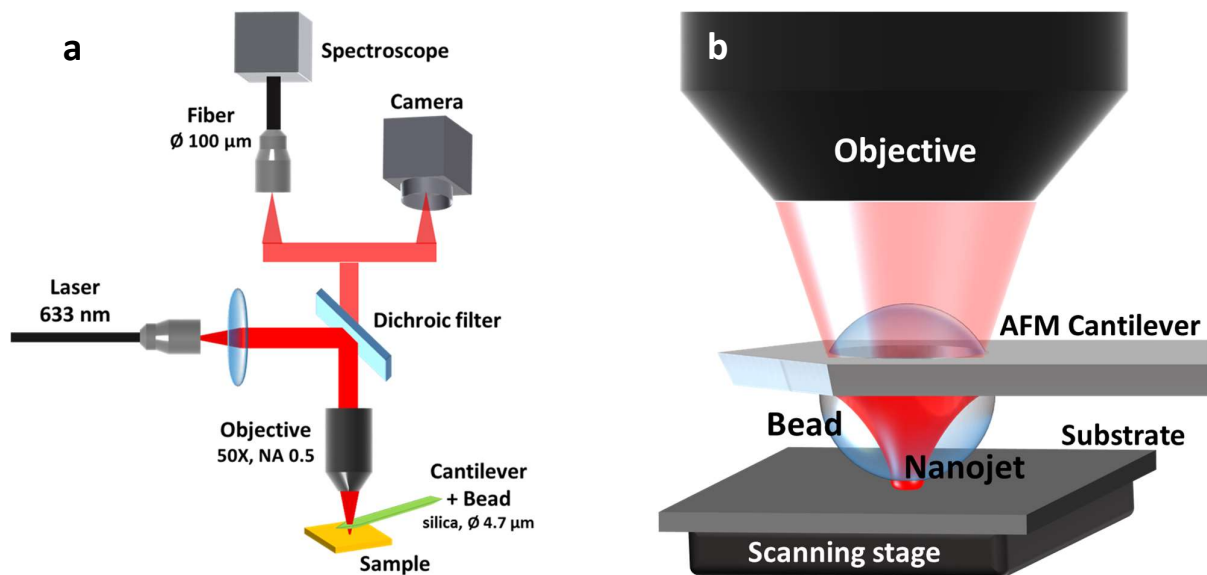 a
Spectroscope
Fiber
Ø 100 µm
Camera
Laser
633 nm
Dichroic filter
Objective
50X, NA 0.5
Cantilever
+ Bead
silica, Ø 4.7 µm
Sample
b
Objective
AFM Cantilever
Bead
Substrate
Nanojet
Scanning stage